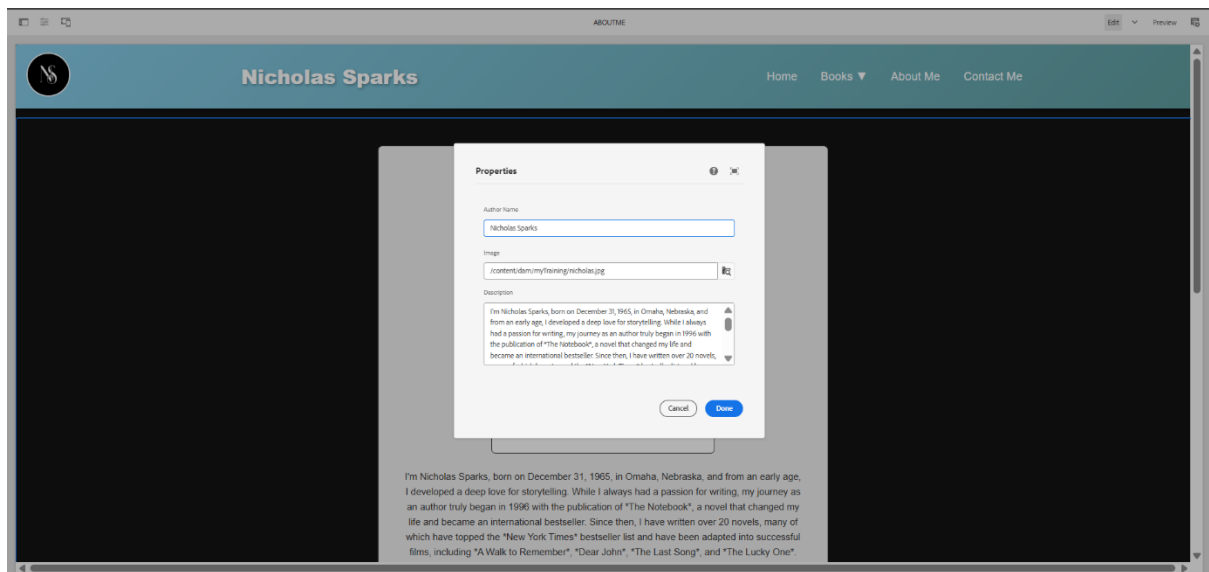 ABOUTME
Edit
Preview
NS
Nicholas Sparks
Home Books ▼ About Me Contact Me
Properties
Author Name
Nicholas Sparks
Image
/content/dam/myTraining/nicholas.jpg
Description
I'm Nicholas Sparks, born on December 31, 1965, in Omaha, Nebraska, and
from an early age, I developed a deep love for storytelling. While I always
had a passion for writing, my journey as an author truly began in 1996 with
the publication of *The Notebook*, a novel that changed my life and
became an international bestseller. Since then, I have written over 20 novels,
Cancel Done
I'm Nicholas Sparks, born on December 31, 1965, in Omaha, Nebraska, and from an early age,
I developed a deep love for storytelling. While I always had a passion for writing, my journey as
an author truly began in 1996 with the publication of *The Notebook*, a novel that changed my
life and became an international bestseller. Since then, I have written over 20 novels, many of
which have topped the *New York Times* bestseller list and have been adapted into successful
films, including *A Walk to Remember*, *Dear John*, *The Last Song*, and *The Lucky One*.